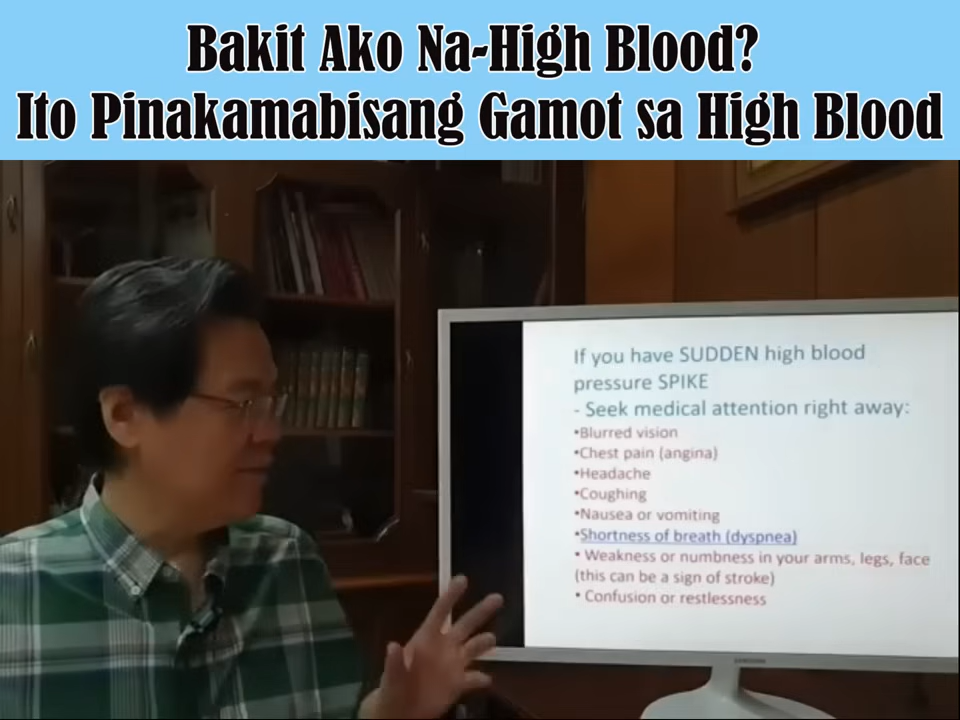 Bakit Ako Na-High Blood?
Ito Pinakamabisang Gamot sa High Blood
If you have SUDDEN high blood
pressure SPIKE
- Seek medical attention right away:
•Blurred vision
•Chest pain (angina)
•Headache
•Coughing
•Nausea or vomiting
•Shortness of breath (dyspnea)
• Weakness or numbness in your arms, legs, face
(this can be a sign of stroke)
• Confusion or restlessness
SAMSUNG